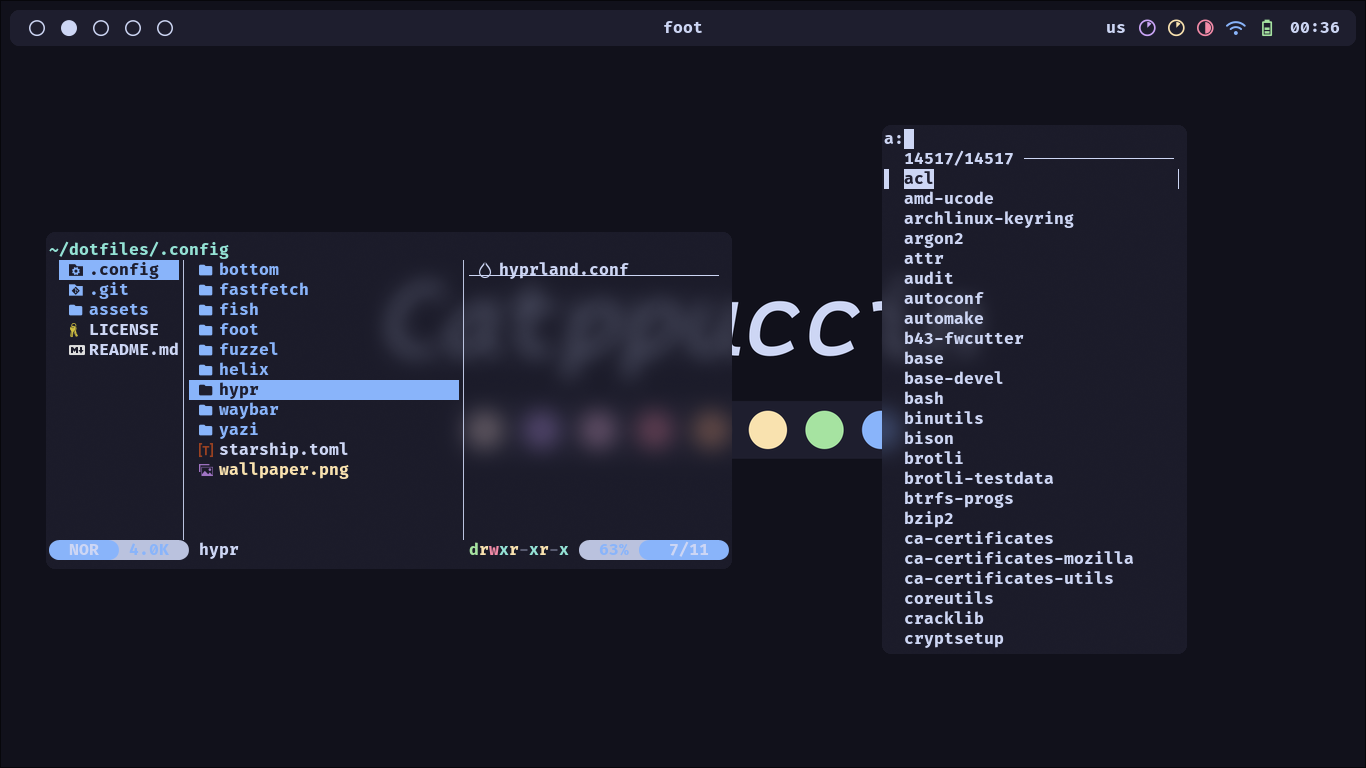 foot
us 00:36
~/dotfiles/.config
.config
.git
assets
LICENSE
README.md
bottom
fastfetch
fish
foot
fuzzel
helix
hypr
waybar
yazi
starship.toml
wallpaper.png
hyprland.conf
NOR 4.0K hypr
drwxr-xr-x 63% 7/11
a:
14517/14517
acl
amd-ucode
archlinux-keyring
argon2
attr
audit
autoconf
automake
b43-fwcutter
base
base-devel
bash
binutils
bison
brotli
brotli-testdata
btrfs-progs
bzip2
ca-certificates
ca-certificates-mozilla
ca-certificates-utils
coreutils
cracklib
cryptsetup